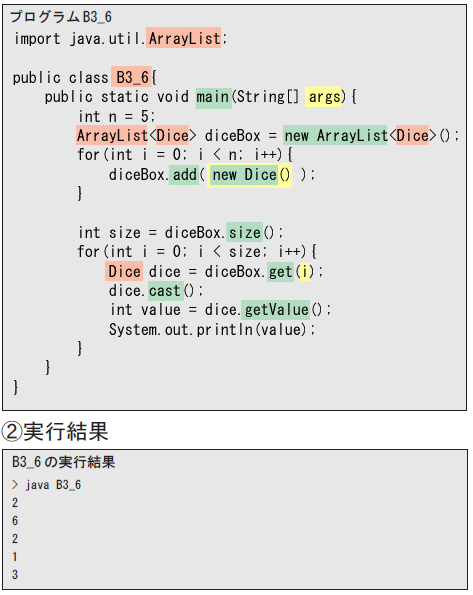 プログラムB3_6
import java.util.ArrayList;
public class B3_6{
public static void main(String[] args){
int n = 5;
ArrayList<Dice> diceBox = new ArrayList<Dice>();
for(int i = 0; i < n; i++){
diceBox.add( new Dice() );
}
int size = diceBox.size();
for(int i = 0; i < size; i++){
Dice dice = diceBox.get(i);
dice.cast();
int value = dice.getValue();
System.out.println(value);
}
}
}
②実行結果
B3_6の実行結果
> java B3_6
2
6
2
1
3